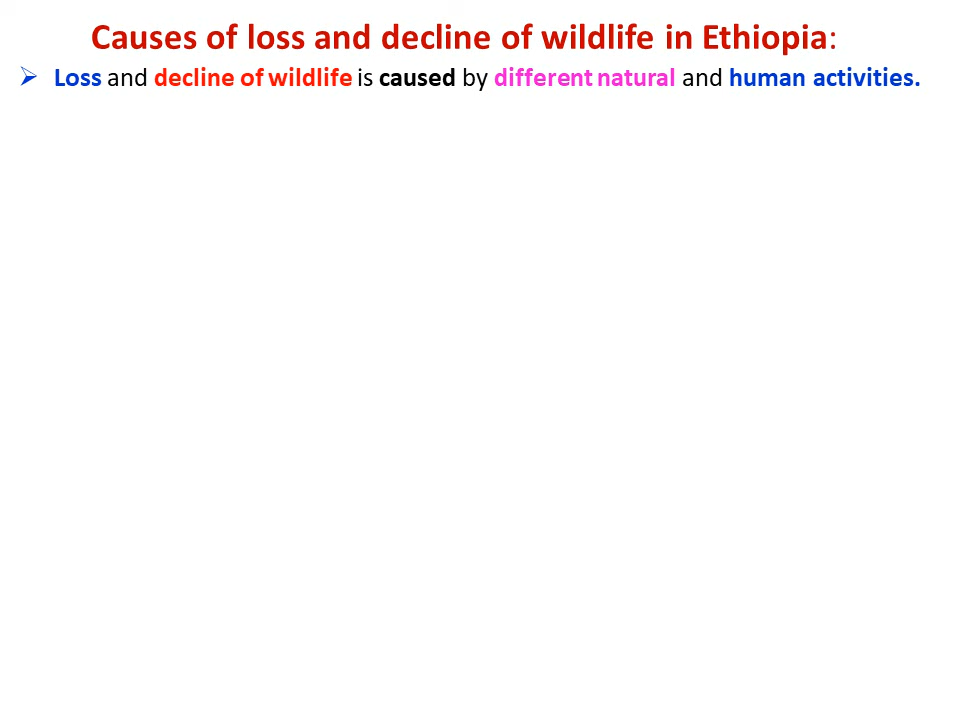 Causes of loss and decline of wildlife in Ethiopia:
➢ Loss and decline of wildlife is caused by different natural and human activities.